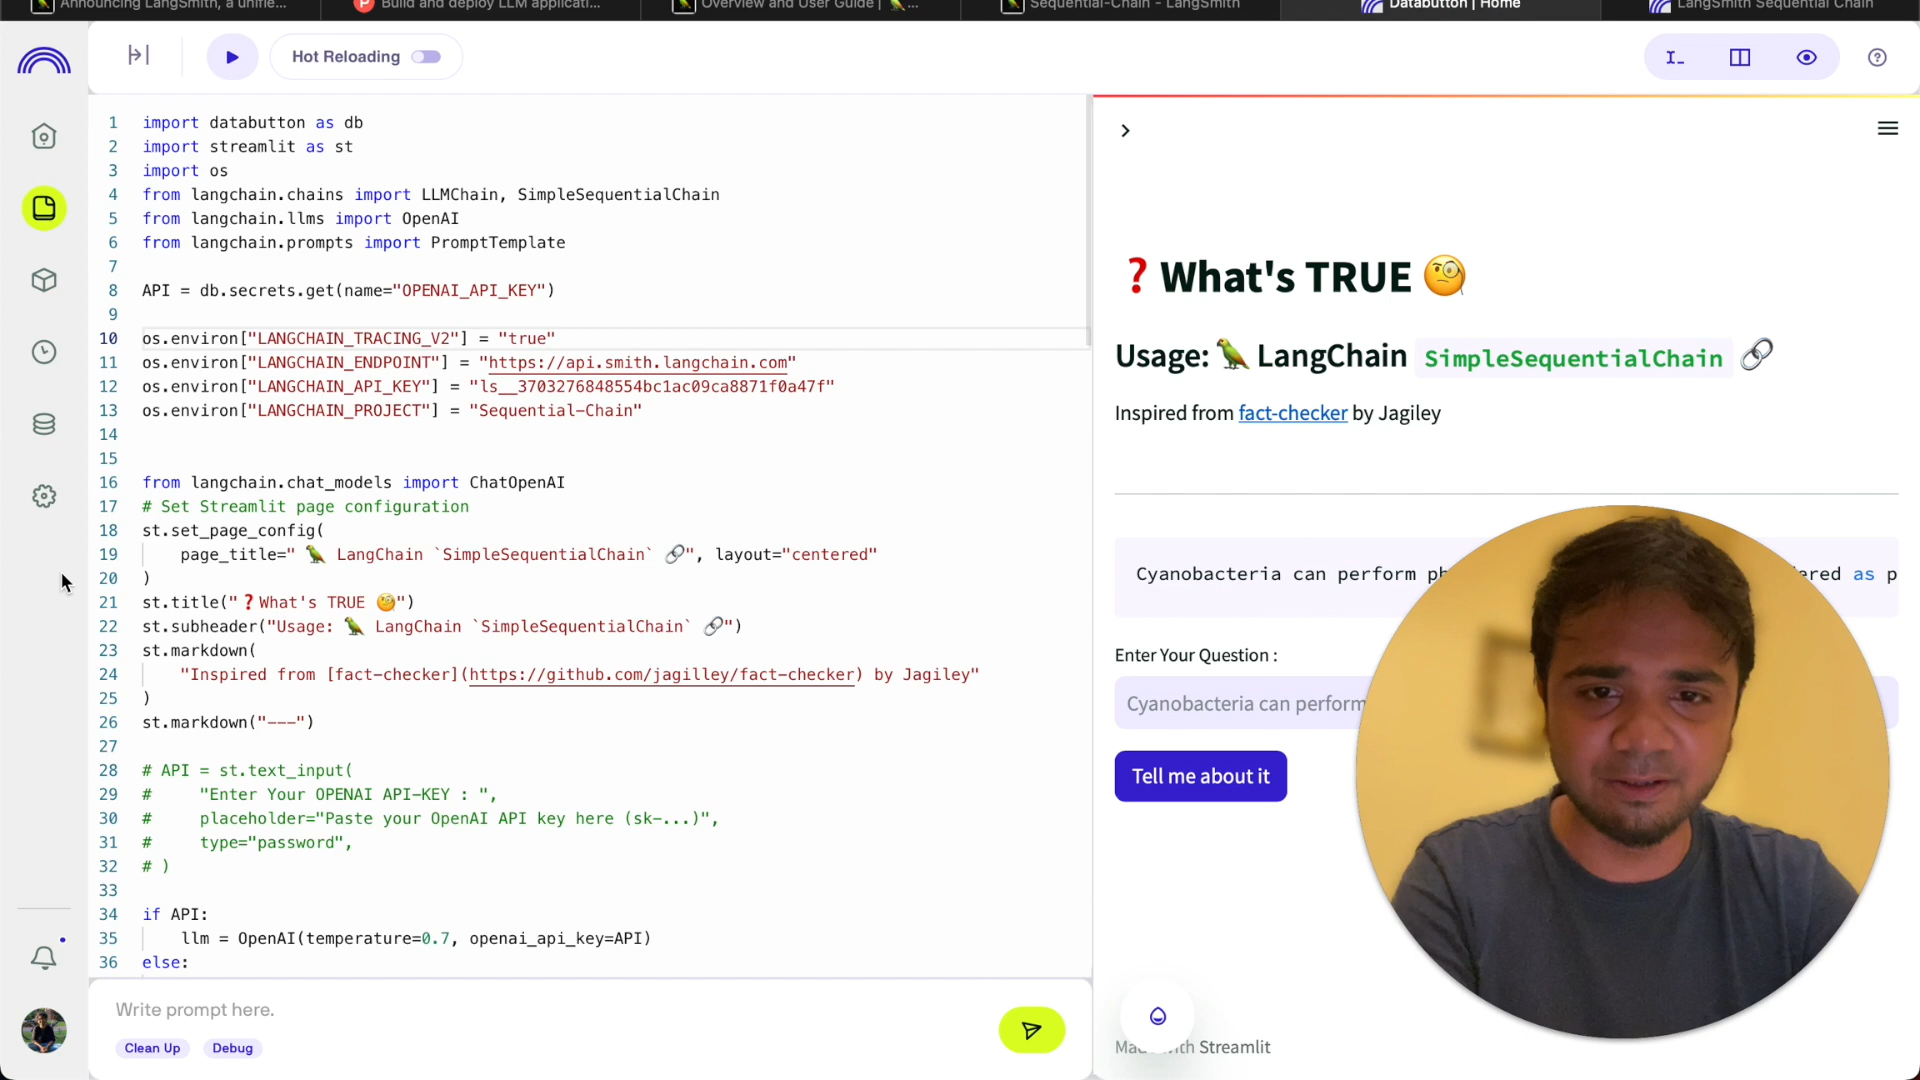 Announcing LangSmith, a unifie...
Build and deploy LLM applicati...
Overview and User Guide | 🦜...
Sequential-Chain - LangSmith
Databutton | Home
LangSmith Sequential Chain
Hot Reloading
1 import databutton as db
2 import streamlit as st
3 import os
4 from langchain.chains import LLMChain, SimpleSequentialChain
5 from langchain.llms import OpenAI
6 from langchain.prompts import PromptTemplate
7
8 API = db.secrets.get(name="OPENAI_API_KEY")
9
10 os.environ["LANGCHAIN_TRACING_V2"] = "true"
11 os.environ["LANGCHAIN_ENDPOINT"] = "https://api.smith.langchain.com"
12 os.environ["LANGCHAIN_API_KEY"] = "ls__3703276848554bc1ac09ca8871f0a47f"
13 os.environ["LANGCHAIN_PROJECT"] = "Sequential-Chain"
14
15
16 from langchain.chat_models import ChatOpenAI
17 # Set Streamlit page configuration
18 st.set_page_config(
19 page_title=" 🦜 LangChain `SimpleSequentialChain` 🔗", layout="centered"
20 )
21 st.title("❓What's TRUE 🧐")
22 st.subheader("Usage: 🦜 LangChain `SimpleSequentialChain` 🔗")
23 st.markdown(
24 "Inspired from [fact-checker](https://github.com/jagilley/fact-checker) by Jagiley"
25 )
26 st.markdown("---")
27
28 # API = st.text_input(
29 # "Enter Your OPENAI API-KEY : ",
30 # placeholder="Paste your OpenAI API key here (sk-...)",
31 # type="password",
32 # )
33
34 if API:
35 llm = OpenAI(temperature=0.7, openai_api_key=API)
36 else:
Write prompt here.
Clean Up
Debug
❓What's TRUE 🧐
Usage: 🦜 LangChain SimpleSequentialChain 🔗
Inspired from fact-checker by Jagiley
Cyanobacteria can perform as p
Enter Your Question :
Cyanobacteria can perform
Tell me about it
Streamlit